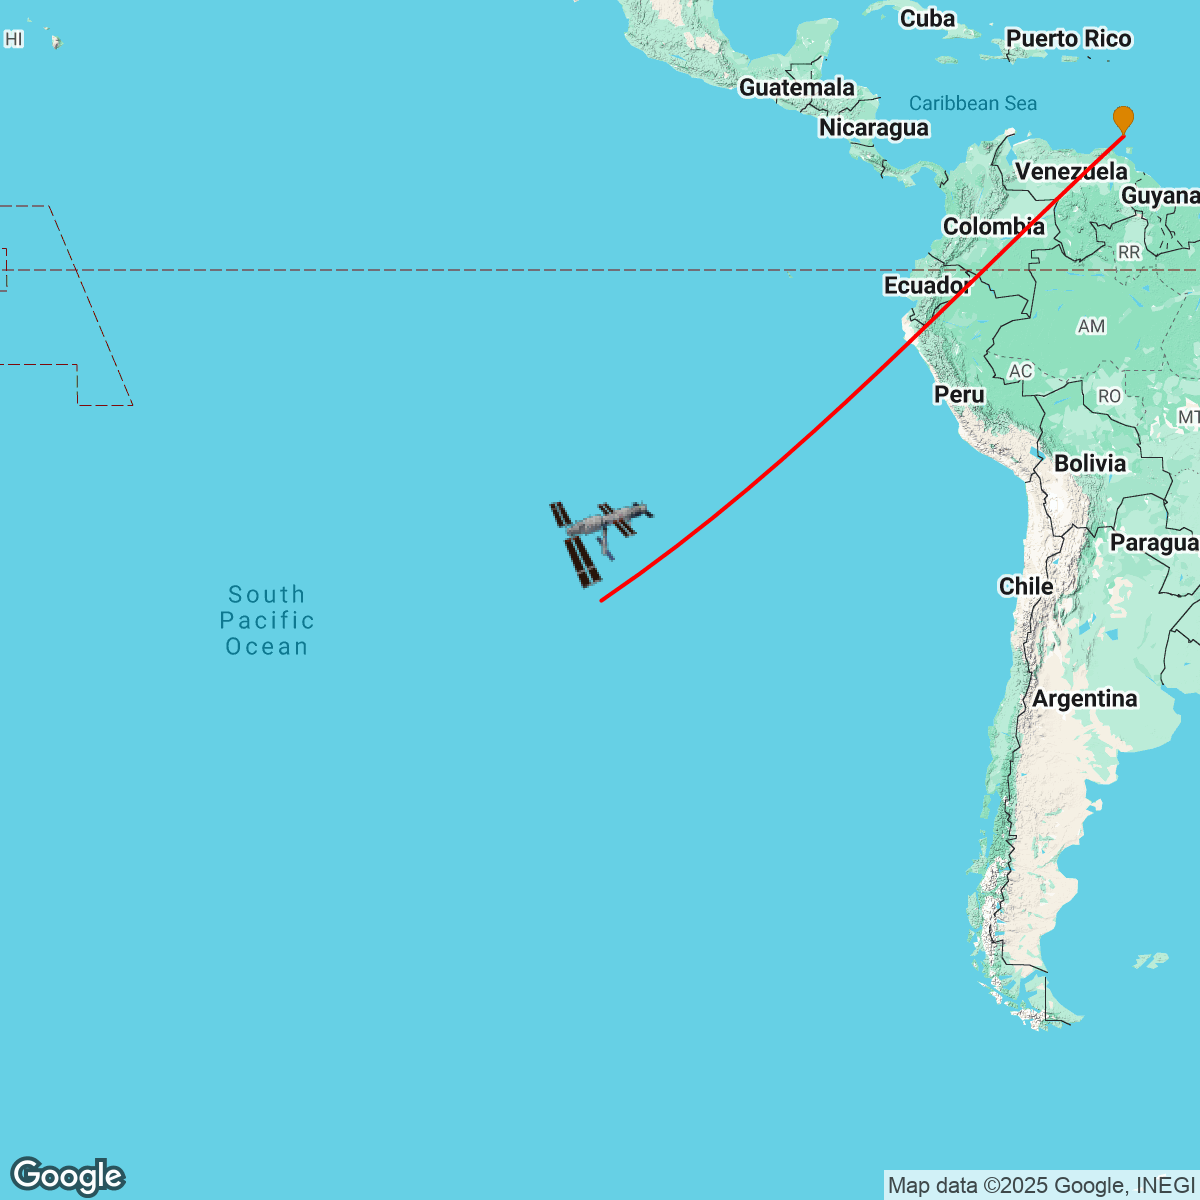 Cuba
HI
Puerto Rico
Guatemala
Caribbean Sea
Nicaragua
Venezuela
Guyana
Colombia
RR
Ecuador
AM
AC
Peru
RO
MT
Bolivia
Paragua
Chile
South
Pacific
Ocean
Argentina
Google
Map data ©2025 Google, INEGI